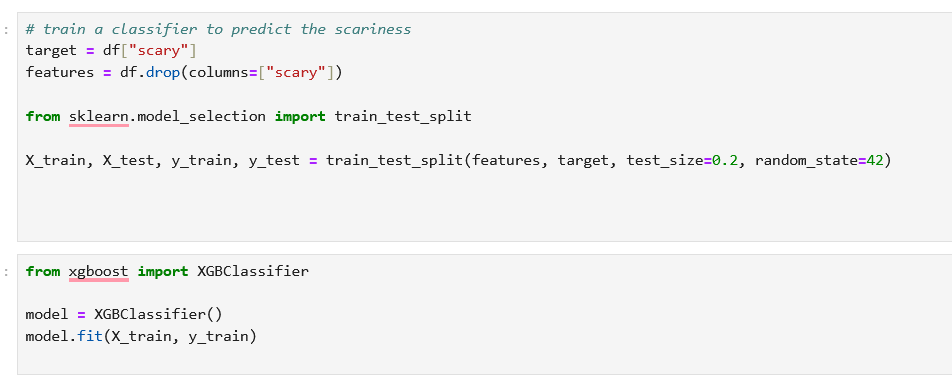 :
# train a classifier to predict the scariness
target = df["scary"]
features = df.drop(columns=["scary"])
from sklearn.model_selection import train_test_split
X_train, X_test, y_train, y_test = train_test_split(features, target, test_size=0.2, random_state=42)
:
from xgboost import XGBClassifier
model = XGBClassifier()
model.fit(X_train, y_train)